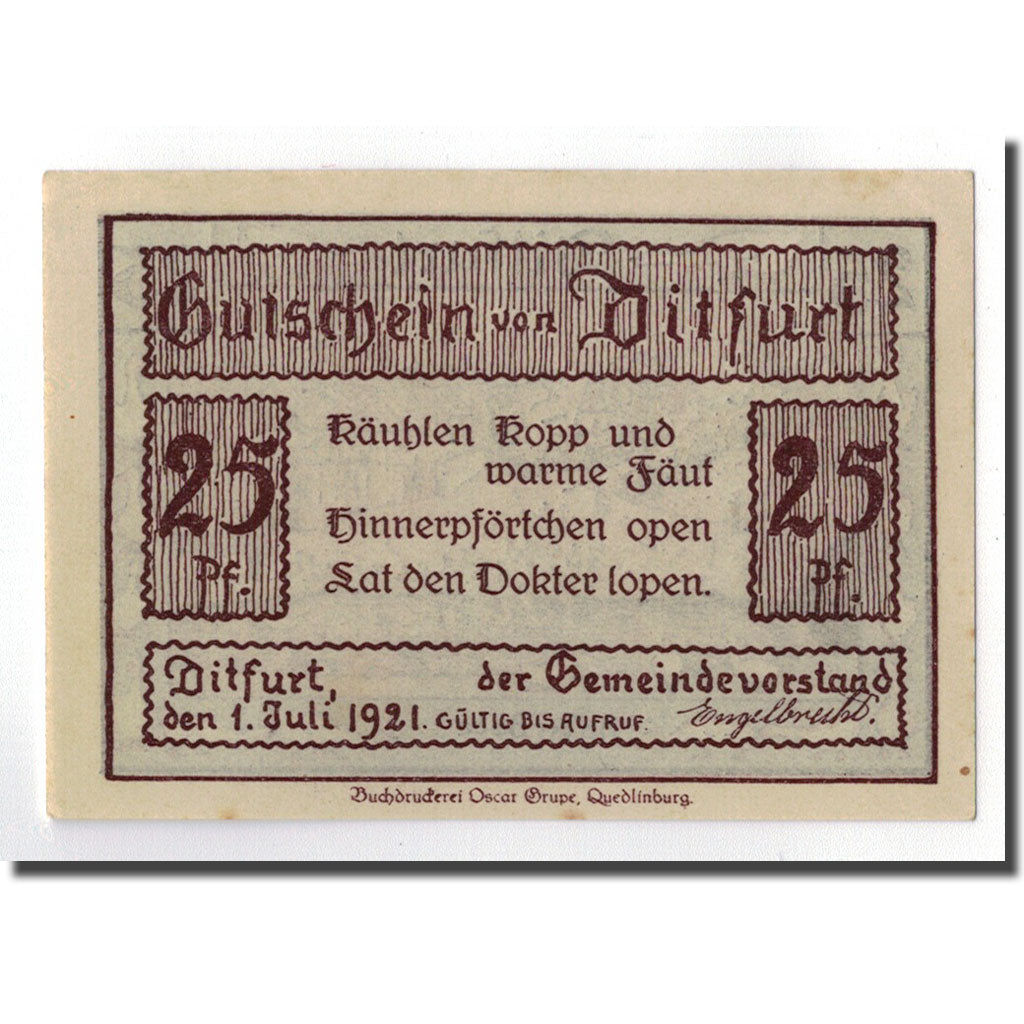 Gutschein von Ditfurt
25 Pf.
Käuhlen Kopp und
warme Fäut
Hinnerpförtchen open
Lat den Dokter lopen.
25 Pf.
Ditfurt, der Gemeindevorstand
den 1. Juli 1921. GÜLTIG BIS AUFRUF. Engelbrecht.
Buchdruckerei Oscar Grupe, Quedlinburg.